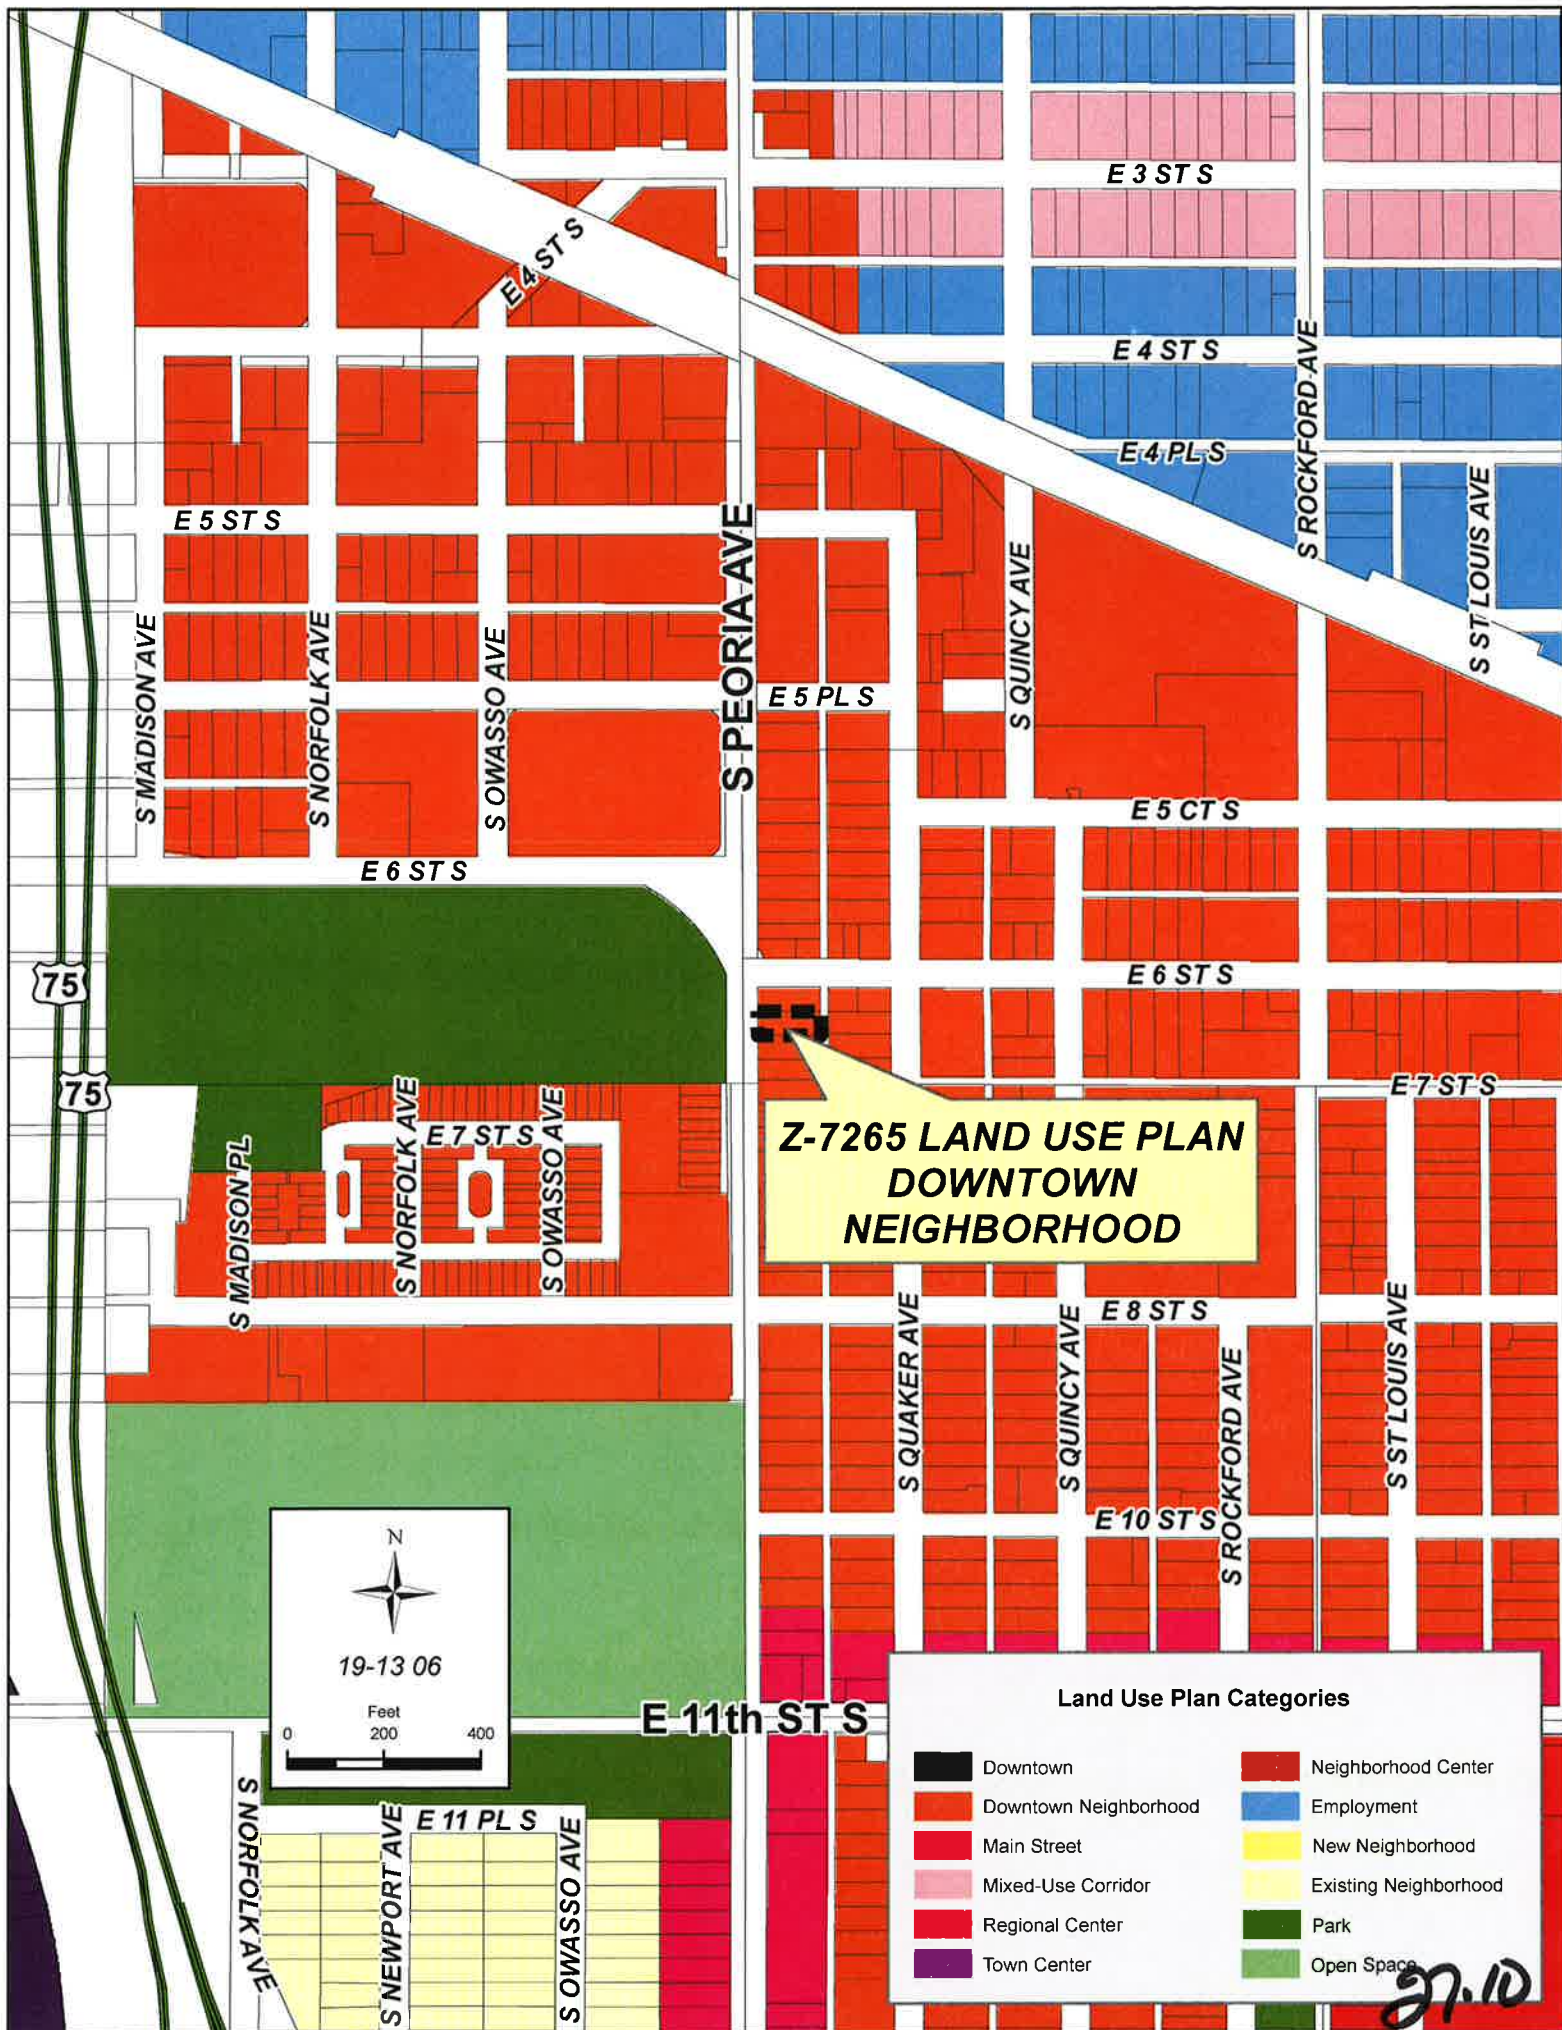 E 3 ST S
E 4 ST S
E 4 ST S
E 4 PL S
S ROCKFORD AVE
S ST LOUIS AVE
E 5 ST S
S PEORIA AVE
S QUINCY AVE
S MADISON AVE
S NORFOLK AVE
S OWASSO AVE
E 5 PL S
E 5 CT S
E 6 ST S
E 6 ST S
75
75
E 7 ST S
E 7 ST S
S MADISON PL
S NORFOLK AVE
S OWASSO AVE
Z-7265 LAND USE PLAN
DOWNTOWN
NEIGHBORHOOD
E 8 ST S
S QUAKER AVE
S QUINCY AVE
S ROCKFORD AVE
S ST LOUIS AVE
E 10 ST S
N
19-13 06
Feet
0 200 400
E 11th ST S
E 11 PL S
S NORFOLK AVE
S NEWPORT AVE
S OWASSO AVE
Land Use Plan Categories
Downtown
Downtown Neighborhood
Main Street
Mixed-Use Corridor
Regional Center
Town Center
Neighborhood Center
Employment
New Neighborhood
Existing Neighborhood
Park
Open Space
27.10